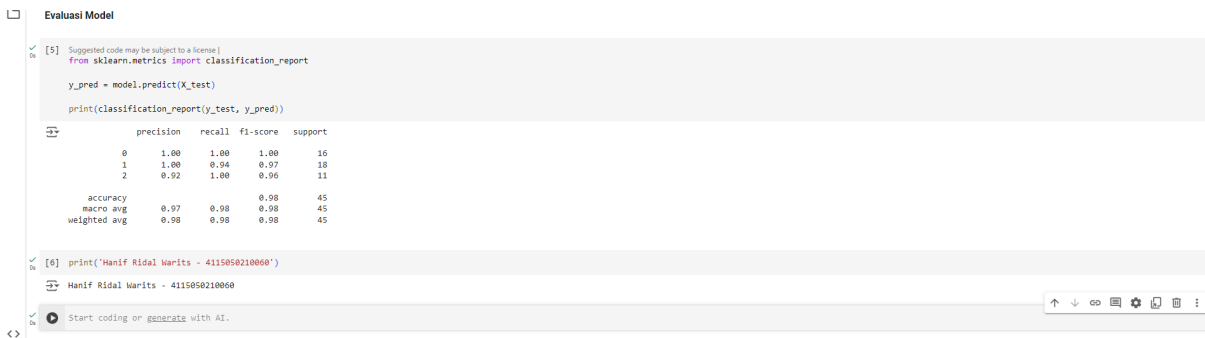 Evaluasi Model
[5] Suggested code may be subject to a license |
from sklearn.metrics import classification_report
y_pred = model.predict(X_test)
print(classification_report(y_test, y_pred))
precision recall f1-score support
0 1.00 1.00 1.00 16
1 1.00 0.94 0.97 18
2 0.92 1.00 0.96 11
accuracy 0.98 45
macro avg 0.97 0.98 0.98 45
weighted avg 0.98 0.98 0.98 45
[6] print('Hanif Ridal Warits - 4115050210060')
Hanif Ridal Warits - 4115050210060
Start coding or generate with AI.
0s
0s
0s